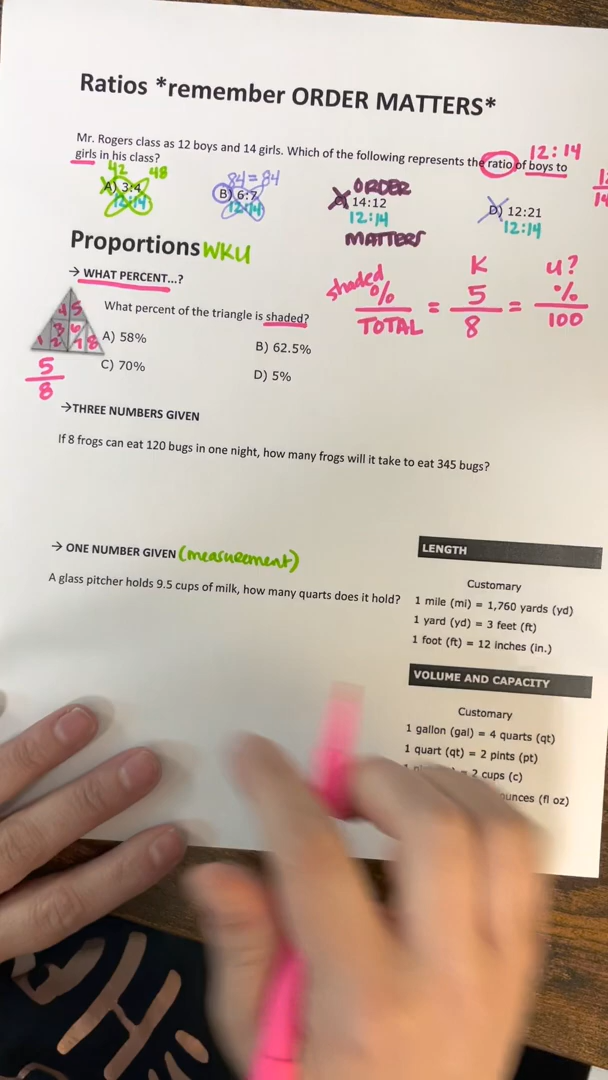 Ratios *remember ORDER MATTERS*
12:14
Mr. Rogers class as 12 boys and 14 girls. Which of the following represents the ratio of boys to
girls in his class?
42 48
A) 3:4
12:14
84=84
B) 6:7
12:14
ORDER
14:12
12:14
MATTERS
D) 12:21
12:14
Proportions WKU
→ WHAT PERCENT...?
What percent of the triangle is shaded?
A) 58%
B) 62.5%
C) 70%
D) 5%
1 2 3 4 5 6 7 8
5
8
shaded
%
TOTAL
=
K
5
8
=
U?
%
100
→THREE NUMBERS GIVEN
If 8 frogs can eat 120 bugs in one night, how many frogs will it take to eat 345 bugs?
→ ONE NUMBER GIVEN (measurement)
A glass pitcher holds 9.5 cups of milk, how many quarts does it hold?
LENGTH
Customary
1 mile (mi) = 1,760 yards (yd)
1 yard (yd) = 3 feet (ft)
1 foot (ft) = 12 inches (in.)
VOLUME AND CAPACITY
Customary
1 gallon (gal) = 4 quarts (qt)
1 quart (qt) = 2 pints (pt)
= 2 cups (c)
ounces (fl oz)